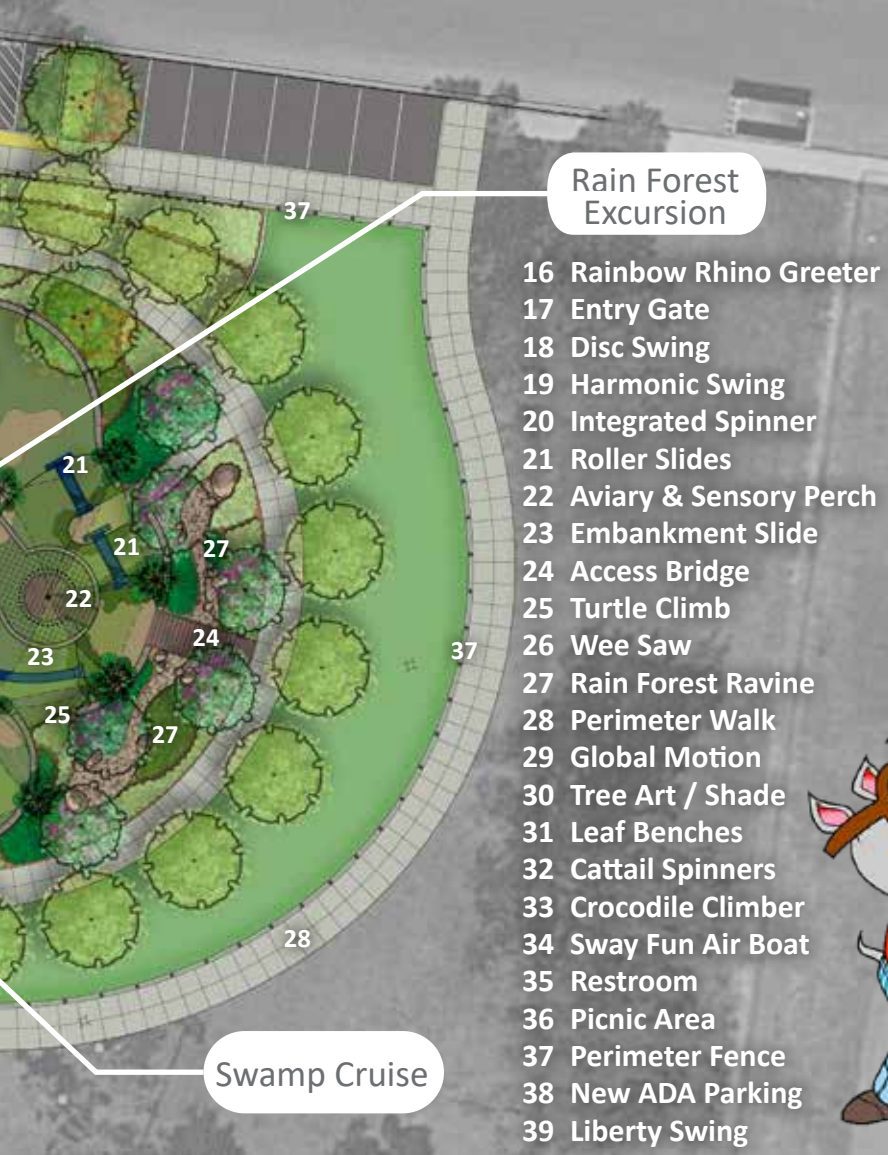 37
Rain Forest
Excursion
16 Rainbow Rhino Greeter
17 Entry Gate
18 Disc Swing
19 Harmonic Swing
20 Integrated Spinner
21 Roller Slides
22 Aviary & Sensory Perch
23 Embankment Slide
24 Access Bridge
25 Turtle Climb
26 Wee Saw
27 Rain Forest Ravine
28 Perimeter Walk
29 Global Motion
30 Tree Art / Shade
31 Leaf Benches
32 Cattail Spinners
33 Crocodile Climber
34 Sway Fun Air Boat
35 Restroom
36 Picnic Area
37 Perimeter Fence
38 New ADA Parking
39 Liberty Swing
21
21
27
22
24
23
37
25
27
28
Swamp Cruise